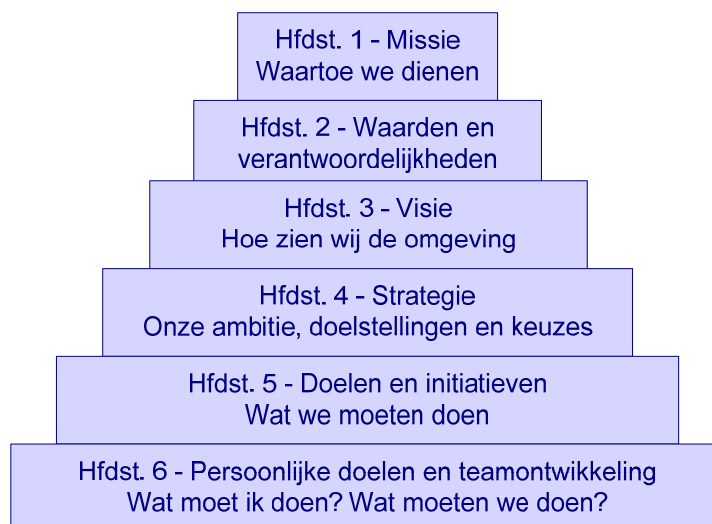 Hfdst. 1 - Missie
Waartoe we dienen
Hfdst. 2 - Waarden en
verantwoordelijkheden
Hfdst. 3 - Visie
Hoe zien wij de omgeving
Hfdst. 4 - Strategie
Onze ambitie, doelstellingen en keuzes
Hfdst. 5 - Doelen en initiatieven
Wat we moeten doen
Hfdst. 6 - Persoonlijke doelen en teamontwikkeling
Wat moet ik doen? Wat moeten we doen?